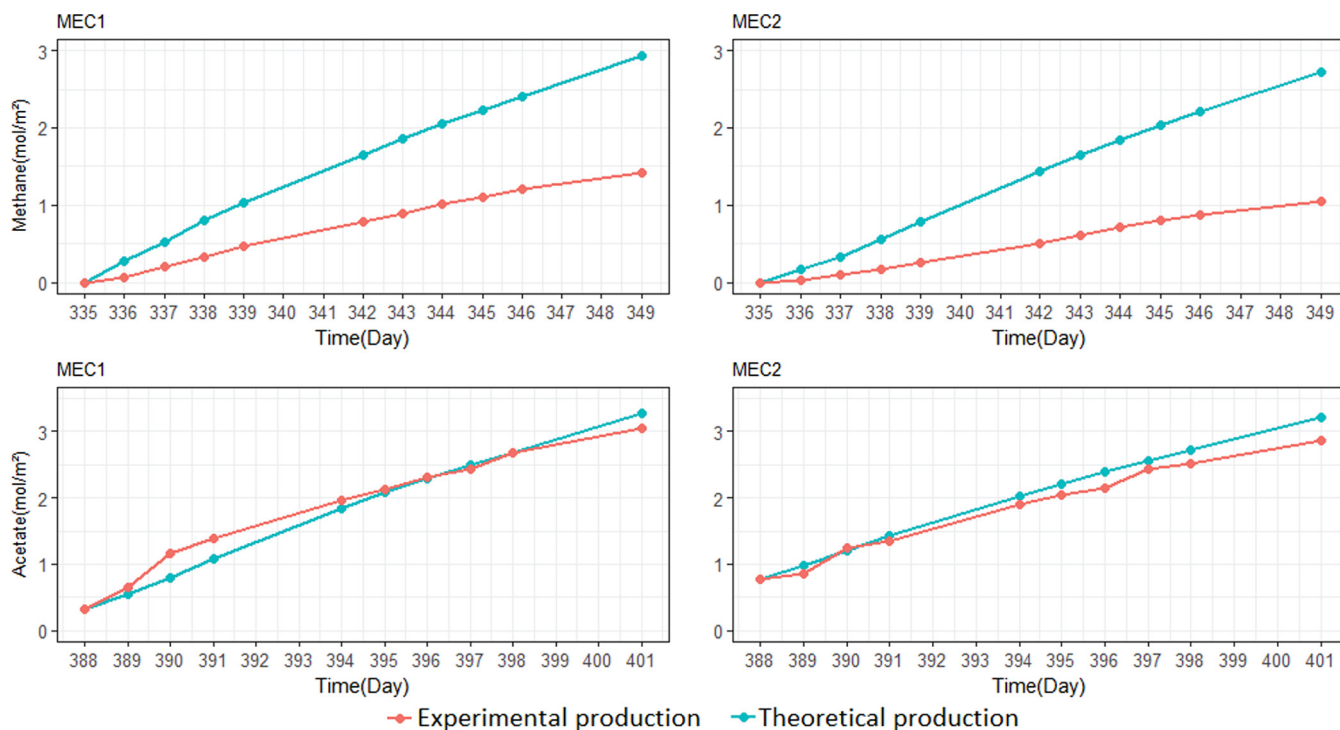 MEC1
MEC2
Methane(mol/m²)
3
2
1
0
335 336 337 338 339 340 341 342 343 344 345 346 347 348 349
Time(Day)
3
2
1
0
335 336 337 338 339 340 341 342 343 344 345 346 347 348 349
Time(Day)
MEC1
MEC2
Acetate(mol/m²)
3
2
1
0
388 389 390 391 392 393 394 395 396 397 398 399 400 401
Time(Day)
3
2
1
0
388 389 390 391 392 393 394 395 396 397 398 399 400 401
Time(Day)
Experimental production
Theoretical production